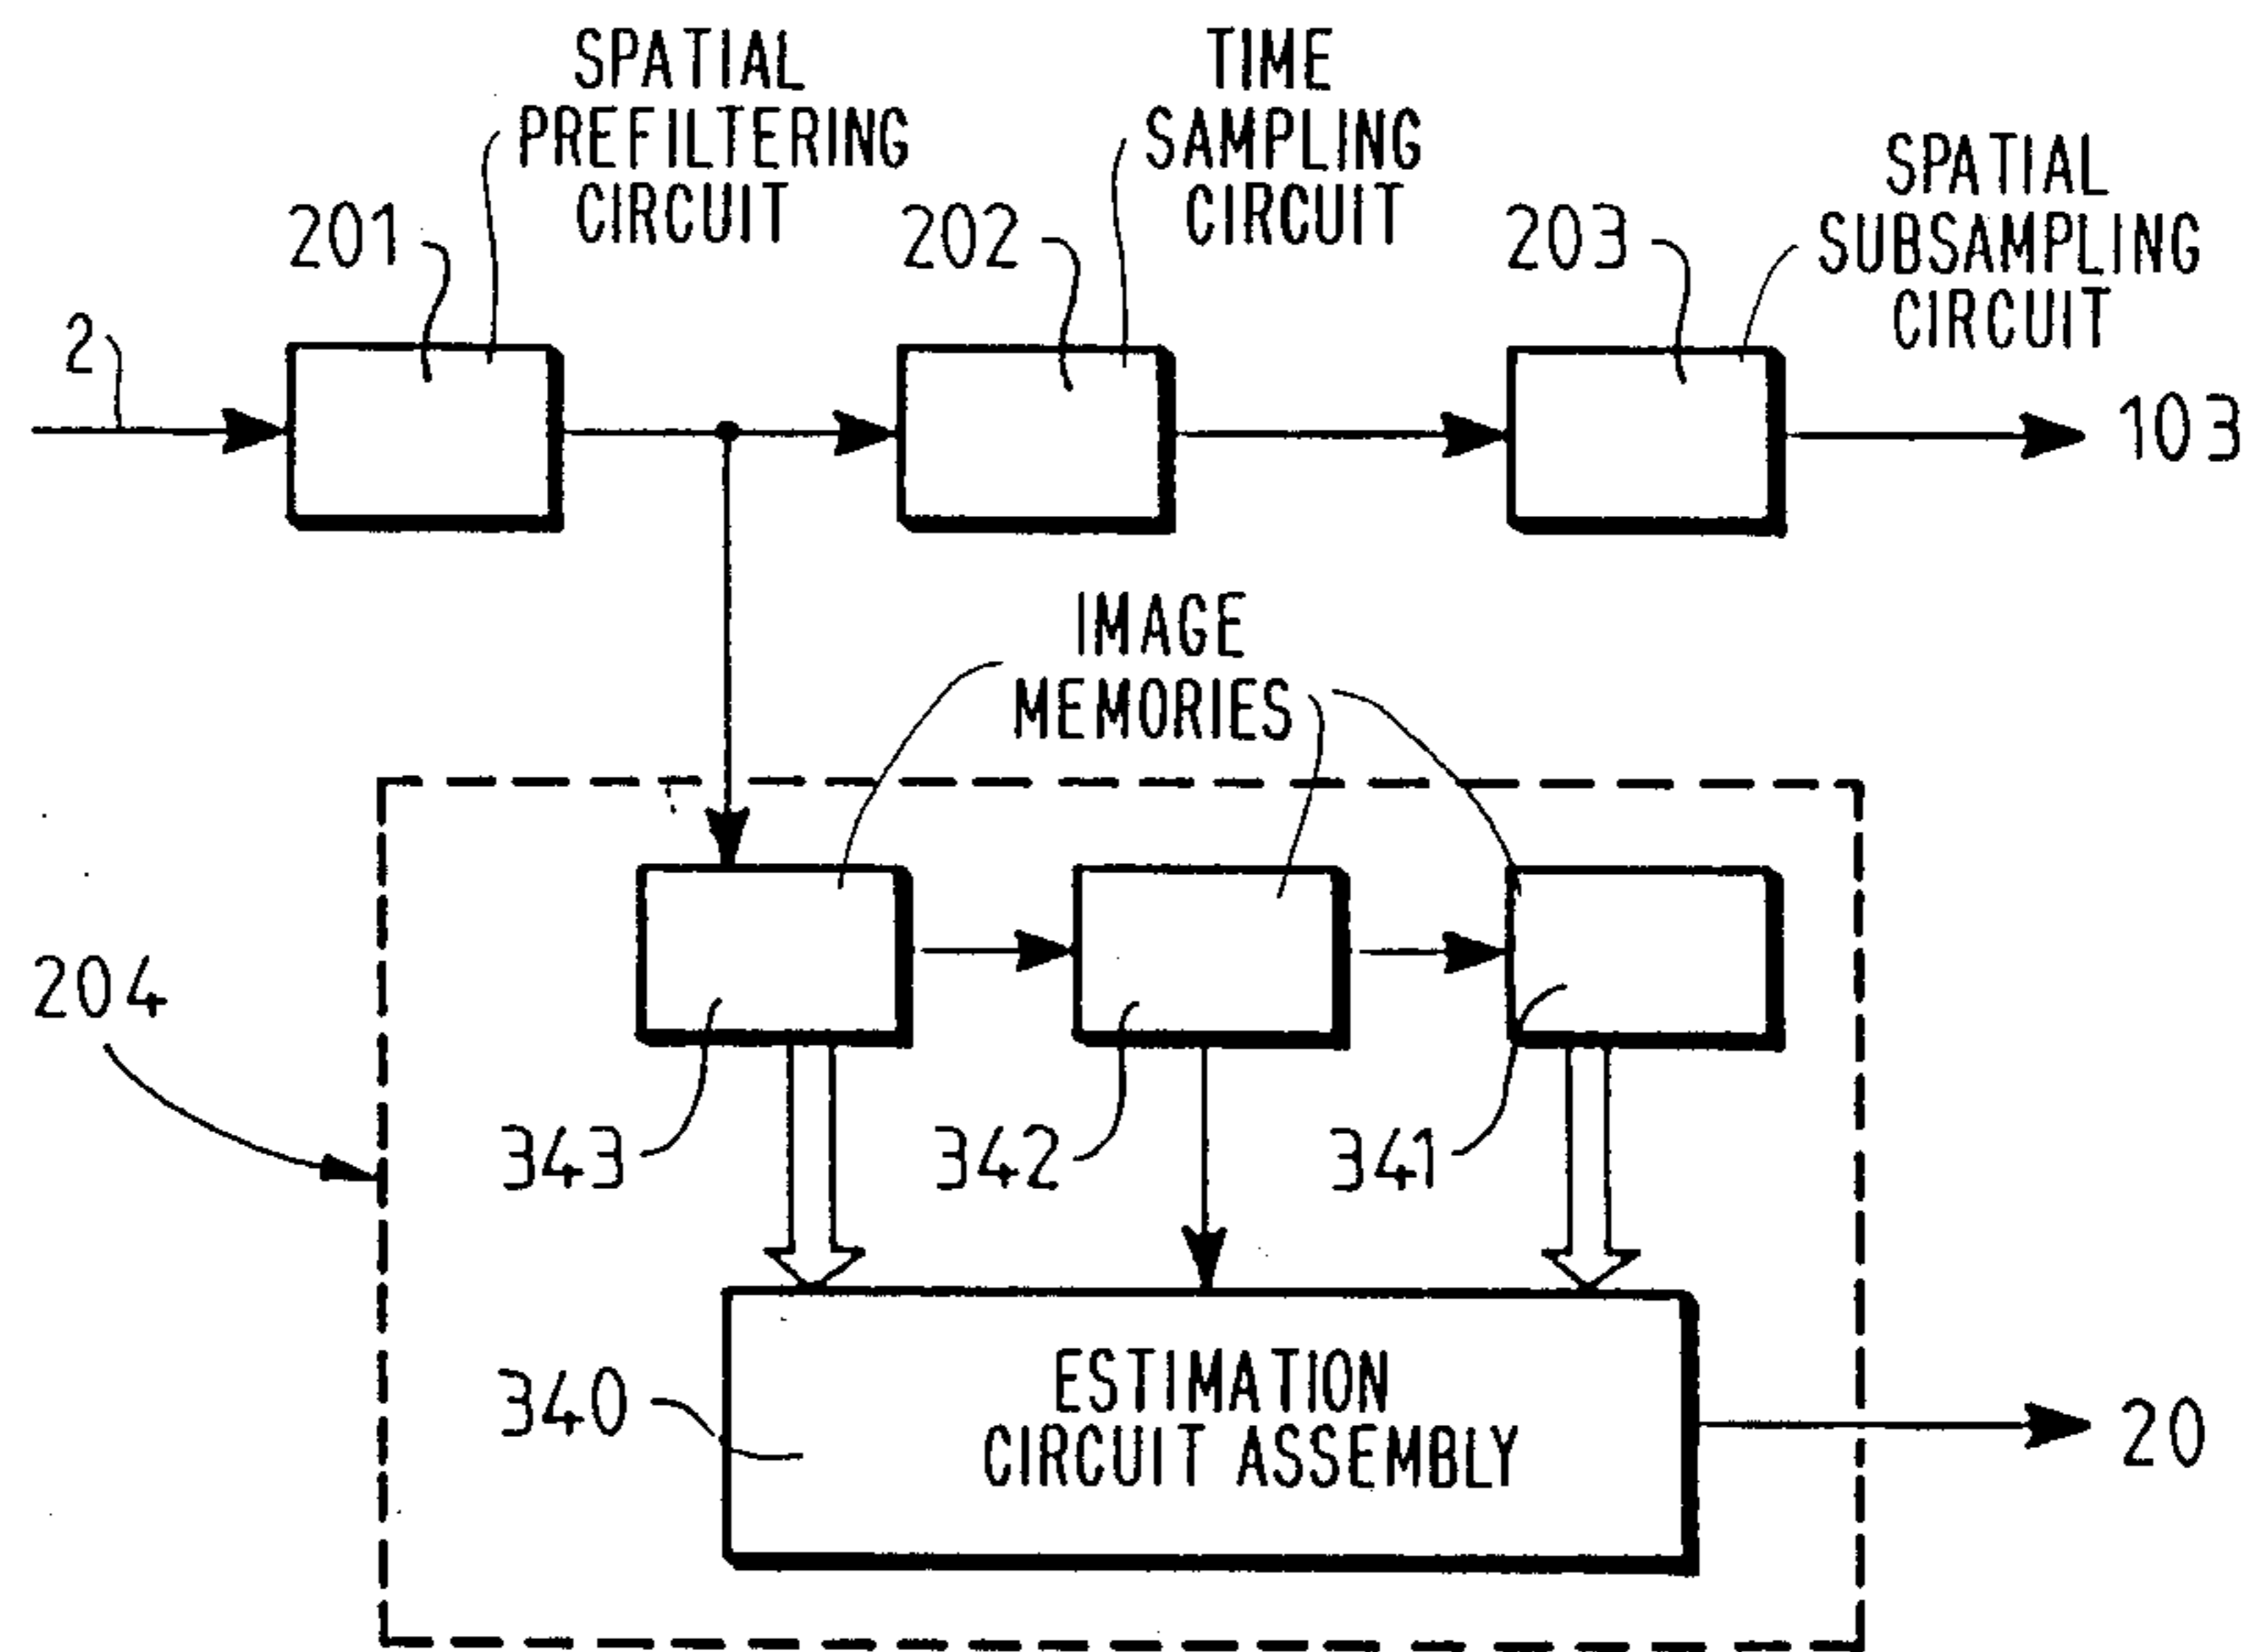 SPATIAL
PREFILTERING
CIRCUIT
TIME
SAMPLING
CIRCUIT
SPATIAL
SUBSAMPLING
CIRCUIT
201
202
203
2
103
IMAGE
MEMORIES
204
343
342
341
340
ESTIMATION
CIRCUIT ASSEMBLY
20